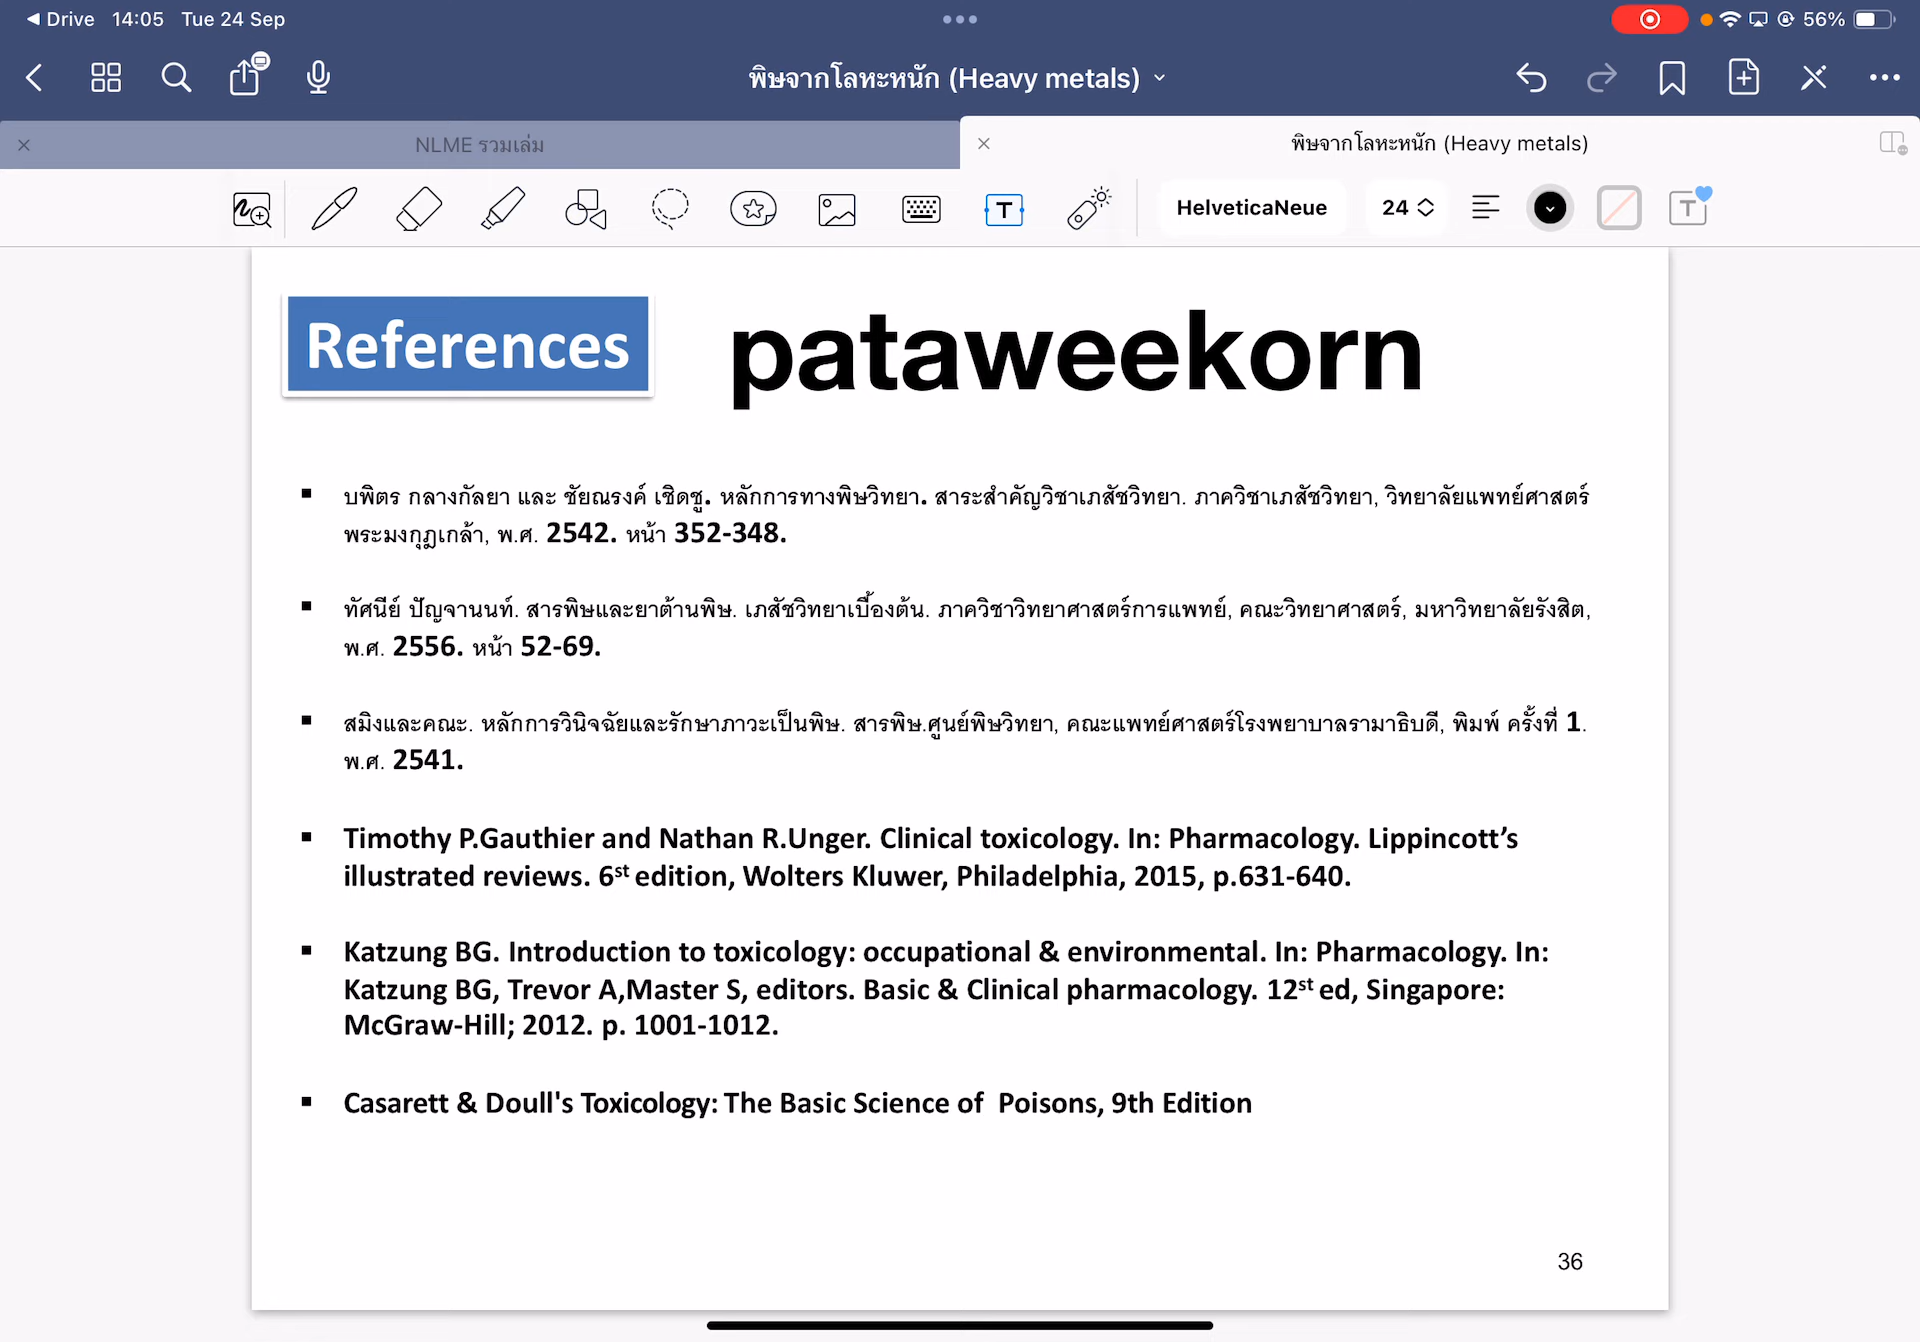 Drive 14:05 Tue 24 Sep
56%
พิษจากโลหะหนัก (Heavy metals)
NLME รวมเล่ม
พิษจากโลหะหนัก (Heavy metals)
T HelveticaNeue 24 T
References
pataweekorn
▪ บพิตร กลางกัลยา และ ชัยณรงค์ เชิดชู. หลักการทางพิษวิทยา. สาระสำคัญวิชาเภสัชวิทยา. ภาควิชาเภสัชวิทยา, วิทยาลัยแพทย์ศาสตร์
พระมงกุฎเกล้า, พ.ศ. 2542. หน้า 352-348.
▪ ทัศนีย์ ปัญจานนท์. สารพิษและยาต้านพิษ. เภสัชวิทยาเบื้องต้น. ภาควิชาวิทยาศาสตร์การแพทย์, คณะวิทยาศาสตร์, มหาวิทยาลัยรังสิต,
พ.ศ. 2556. หน้า 52-69.
▪ สมิงและคณะ. หลักการวินิจฉัยและรักษาภาวะเป็นพิษ. สารพิษ.ศูนย์พิษวิทยา, คณะแพทย์ศาสตร์โรงพยาบาลรามาธิบดี, พิมพ์ ครั้งที่ 1.
พ.ศ. 2541.
▪ Timothy P.Gauthier and Nathan R.Unger. Clinical toxicology. In: Pharmacology. Lippincott’s
illustrated reviews. 6st edition, Wolters Kluwer, Philadelphia, 2015, p.631-640.
▪ Katzung BG. Introduction to toxicology: occupational & environmental. In: Pharmacology. In:
Katzung BG, Trevor A,Master S, editors. Basic & Clinical pharmacology. 12st ed, Singapore:
McGraw-Hill; 2012. p. 1001-1012.
▪ Casarett & Doull's Toxicology: The Basic Science of  Poisons, 9th Edition
36